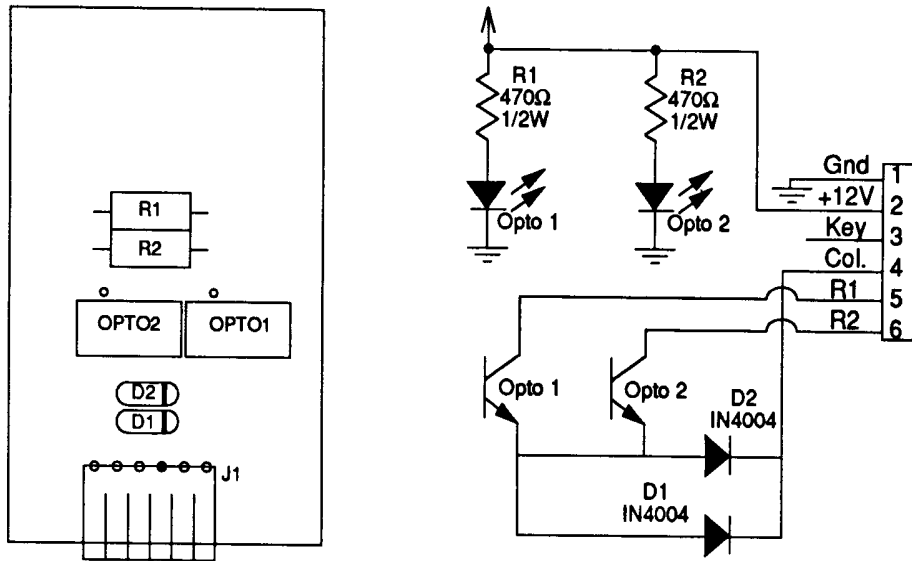 R1
R2
OPTO2
OPTO1
D2
D1
J1
R1
470Ω
1/2W
R2
470Ω
1/2W
Opto 1
Opto 2
Gnd 1
+12V 2
Key 3
Col. 4
R1 5
R2 6
Opto 1
Opto 2
D2
IN4004
D1
IN4004